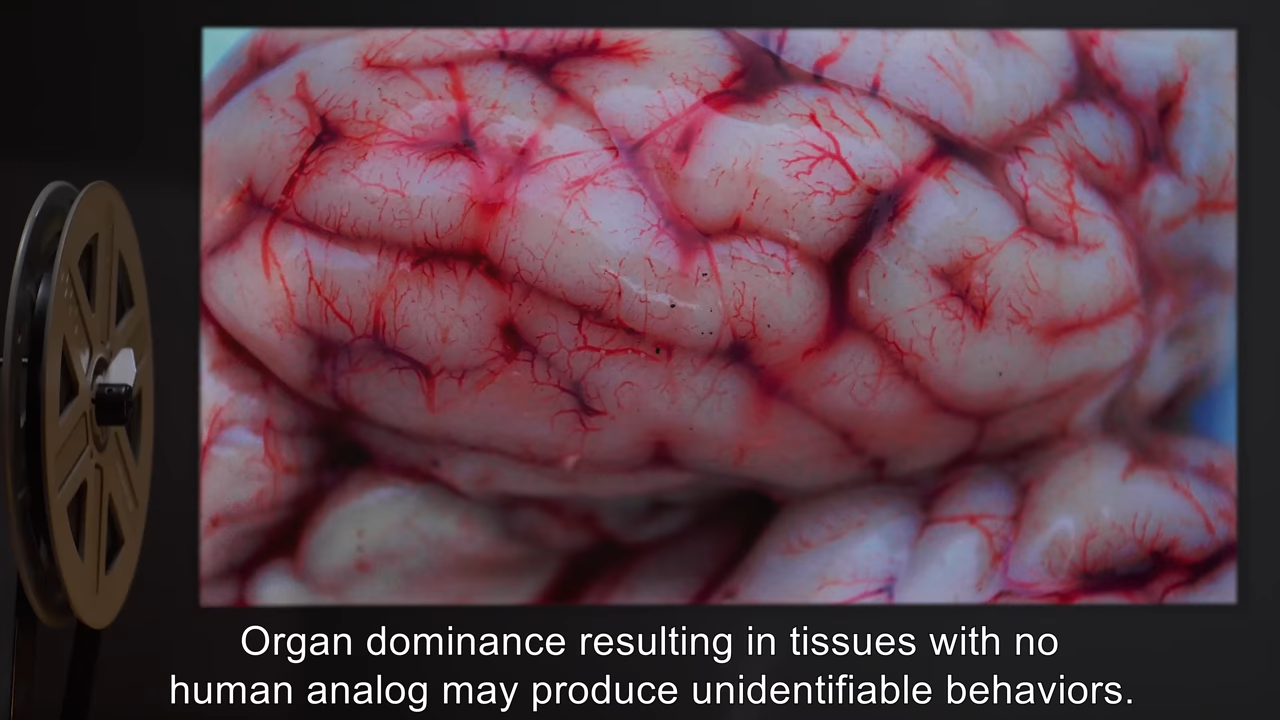 Organ dominance resulting in tissues with no
human analog may produce unidentifiable behaviors.